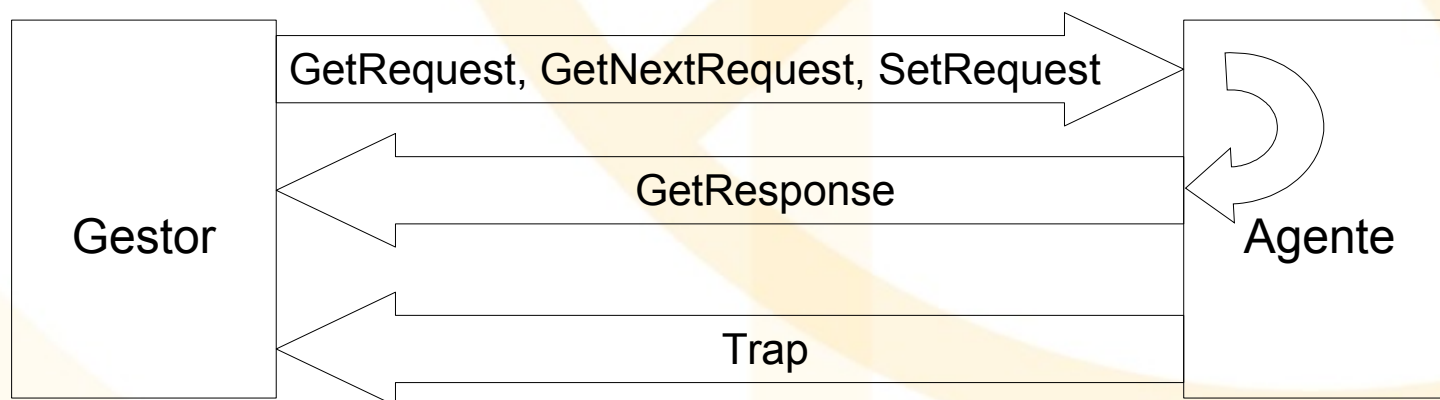 GetRequest, GetNextRequest, SetRequest
GetResponse
Gestor
Agente
Trap